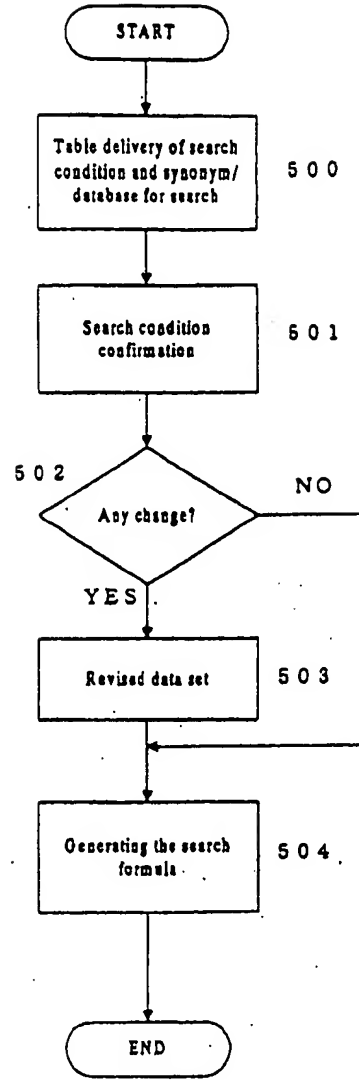 START
Table delivery of search
condition and synonym/
database for search
500
Search condition
confirmation
501
502
Any change?
NO
YES
Revised data set
503
Generating the search
formula
504
END